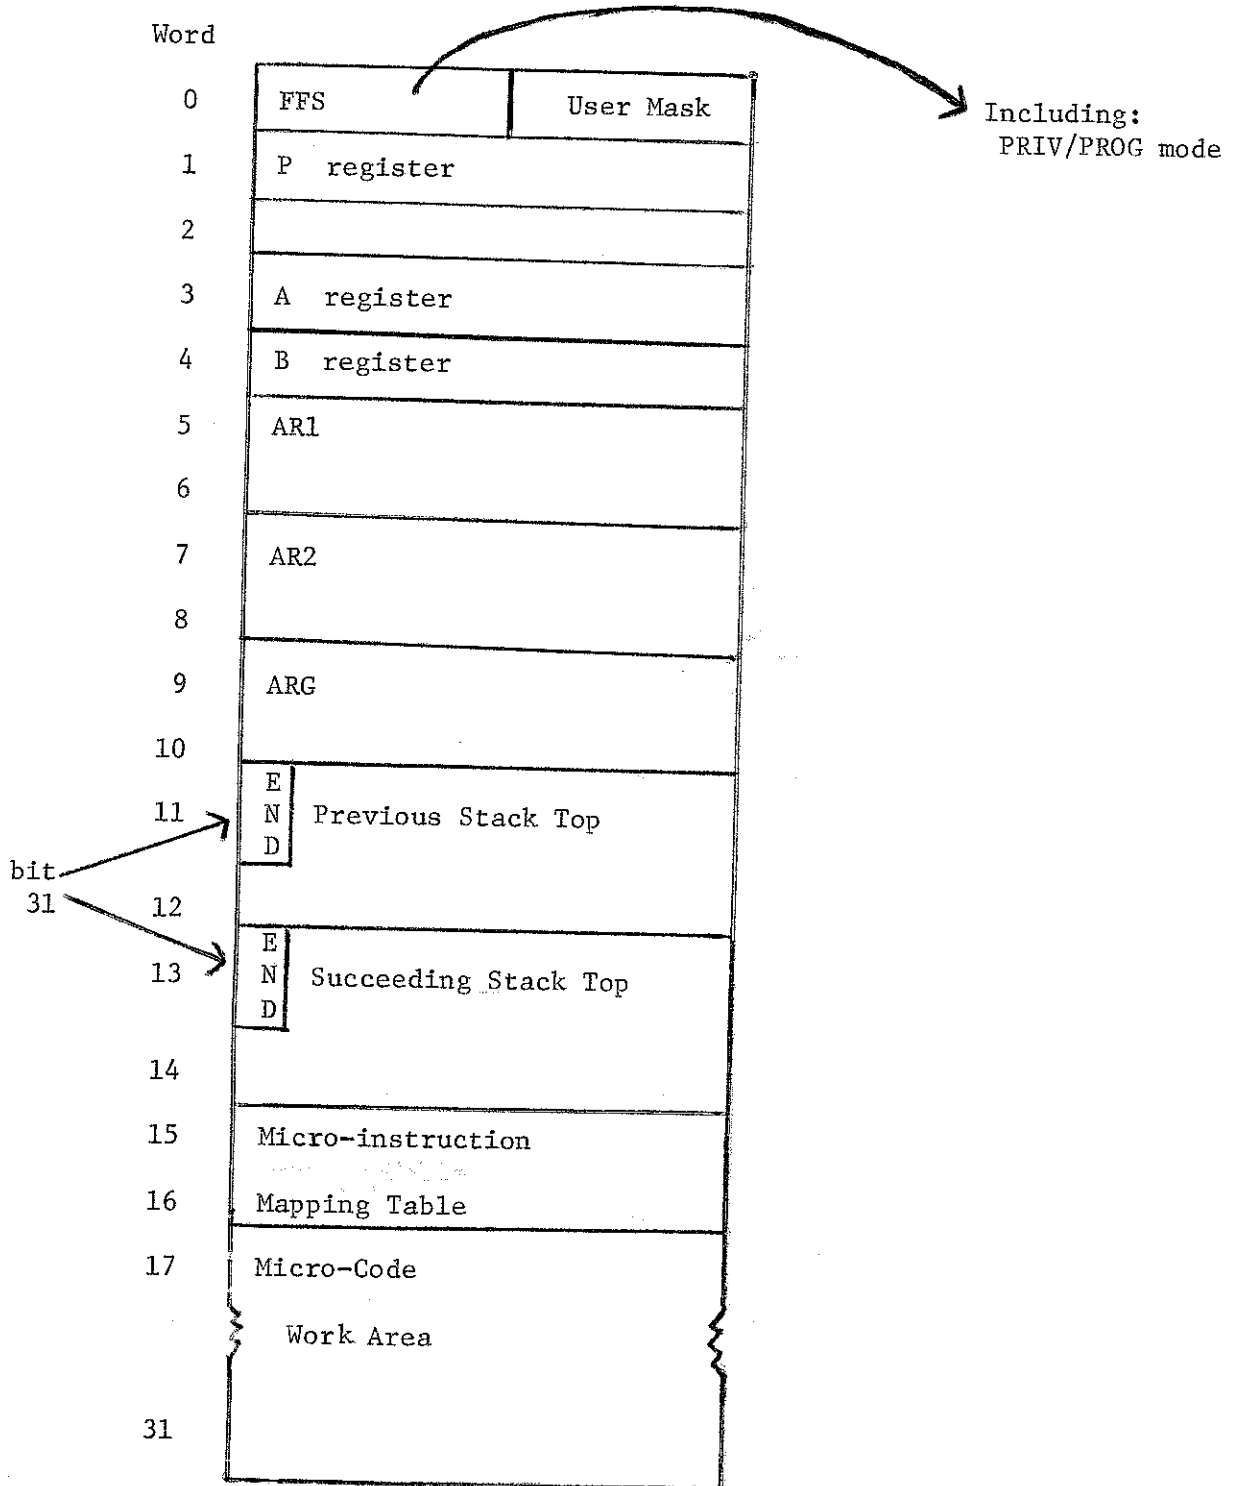 Word
0 FFS User Mask
Including:
PRIV/PROG mode
1 P register
2
3 A register
4 B register
5 AR1
6
7 AR2
8
9 ARG
10
11 END Previous Stack Top
bit
31
12
13 END Succeeding Stack Top
14
15 Micro-instruction
16 Mapping Table
17 Micro-Code
Work Area
31